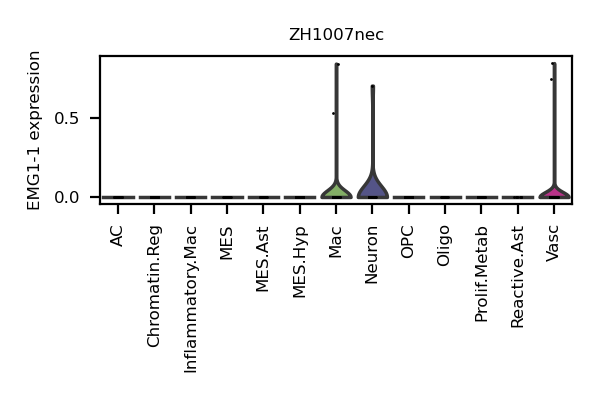 ZH1007nec
EMG1-1 expression
0.5
0.0
AC
Chromatin.Reg
Inflammatory.Mac
MES
MES.Ast
MES.Hyp
Mac
Neuron
OPC
Oligo
Prolif.Metab
Reactive.Ast
Vasc